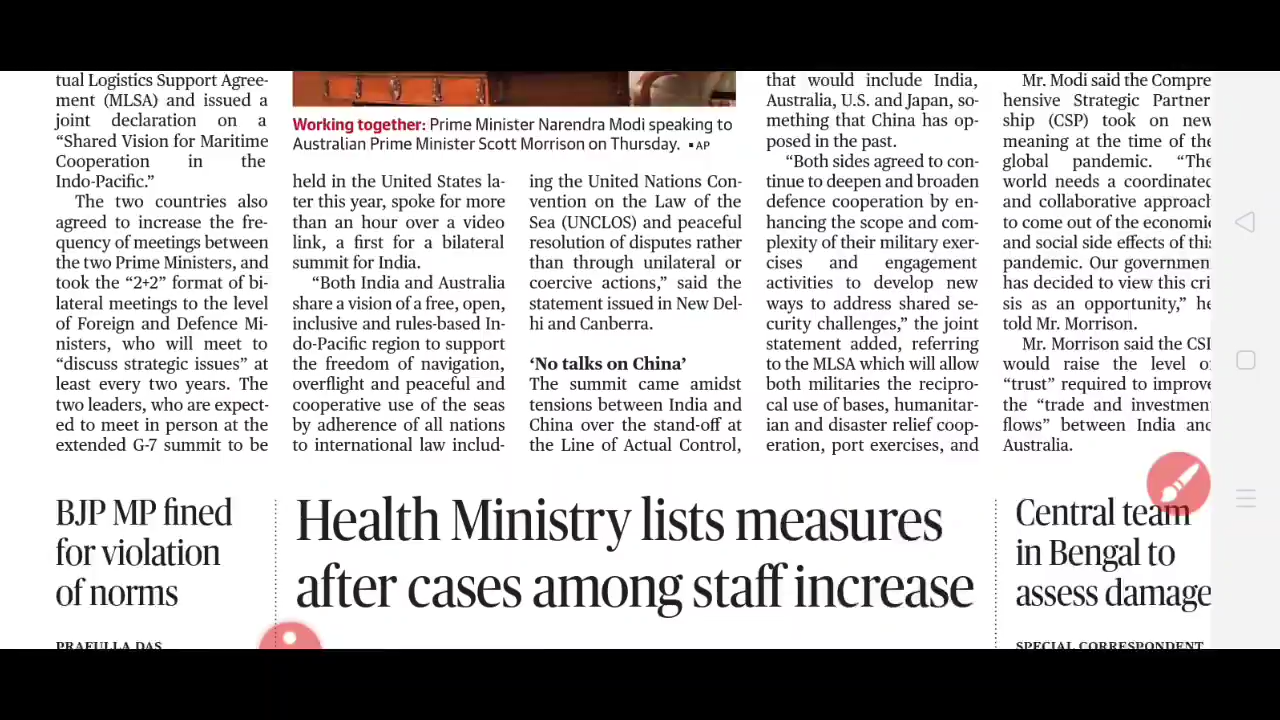 tual Logistics Support Agree-
ment (MLSA) and issued a
joint declaration on a
“Shared Vision for Maritime
Cooperation in the
Indo-Pacific.”
The two countries also
agreed to increase the fre-
quency of meetings between
the two Prime Ministers, and
took the “2+2” format of bi-
lateral meetings to the level
of Foreign and Defence Mi-
nisters, who will meet to
“discuss strategic issues” at
least every two years. The
two leaders, who are expect-
ed to meet in person at the
extended G-7 summit to be
Working together: Prime Minister Narendra Modi speaking to
Australian Prime Minister Scott Morrison on Thursday. ▪AP
held in the United States la-
ter this year, spoke for more
than an hour over a video
link, a first for a bilateral
summit for India.
“Both India and Australia
share a vision of a free, open,
inclusive and rules-based In-
do-Pacific region to support
the freedom of navigation,
overflight and peaceful and
cooperative use of the seas
by adherence of all nations
to international law includ-
ing the United Nations Con-
vention on the Law of the
Sea (UNCLOS) and peaceful
resolution of disputes rather
than through unilateral or
coercive actions,” said the
statement issued in New Del-
hi and Canberra.
‘No talks on China’
The summit came amidst
tensions between India and
China over the stand-off at
the Line of Actual Control,
that would include India,
Australia, U.S. and Japan, so-
mething that China has op-
posed in the past.
“Both sides agreed to con-
tinue to deepen and broaden
defence cooperation by en-
hancing the scope and com-
plexity of their military exer-
cises and engagement
activities to develop new
ways to address shared se-
curity challenges,” the joint
statement added, referring
to the MLSA which will allow
both militaries the recipro-
cal use of bases, humanitar-
ian and disaster relief coop-
eration, port exercises, and
Mr. Modi said the Compre
hensive Strategic Partner
ship (CSP) took on new
meaning at the time of the
global pandemic. “The
world needs a coordinated
and collaborative approach
to come out of the economic
and social side effects of this
pandemic. Our government
has decided to view this cri
sis as an opportunity,” he
told Mr. Morrison.
Mr. Morrison said the CSP
would raise the level of
“trust” required to improve
the “trade and investmen
flows” between India and
Australia.
BJP MP fined
for violation
of norms
PRAFULLA DAS
Health Ministry lists measures
after cases among staff increase
Central team
in Bengal to
assess damage
SPECIAL CORRESPONDENT